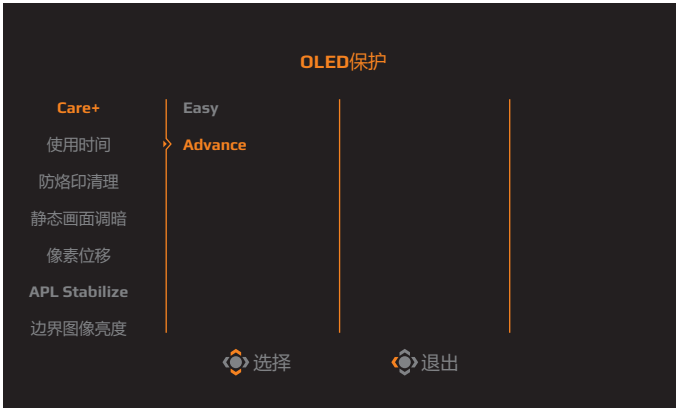 OLED保护
Care+
Easy
使用时间
Advance
防烙印清理
静态画面调暗
像素位移
APL Stabilize
边界图像亮度
选择
退出